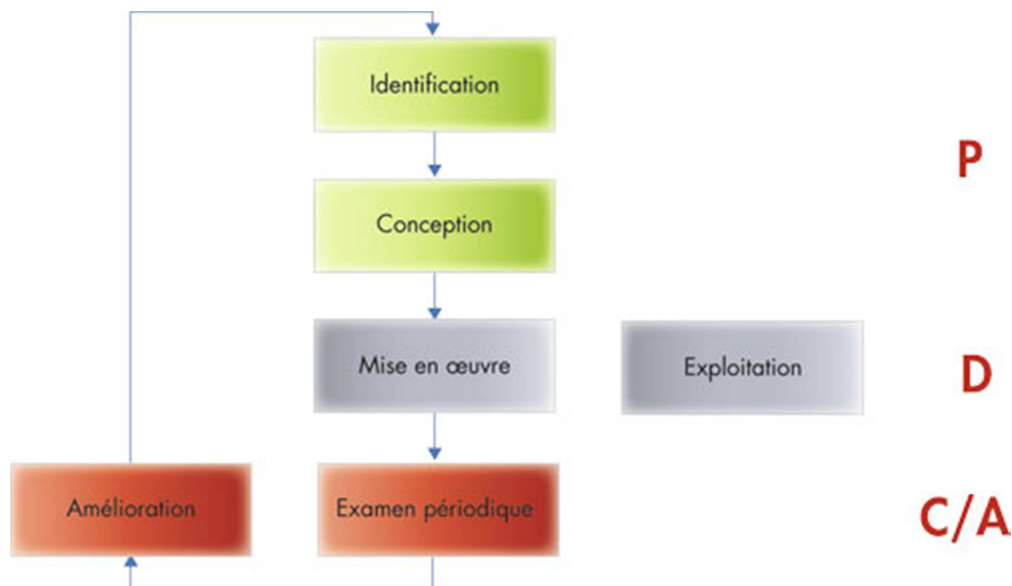 Identification
P
Conception
Mise en œuvre
Exploitation
D
Amélioration
Examen périodique
C/A